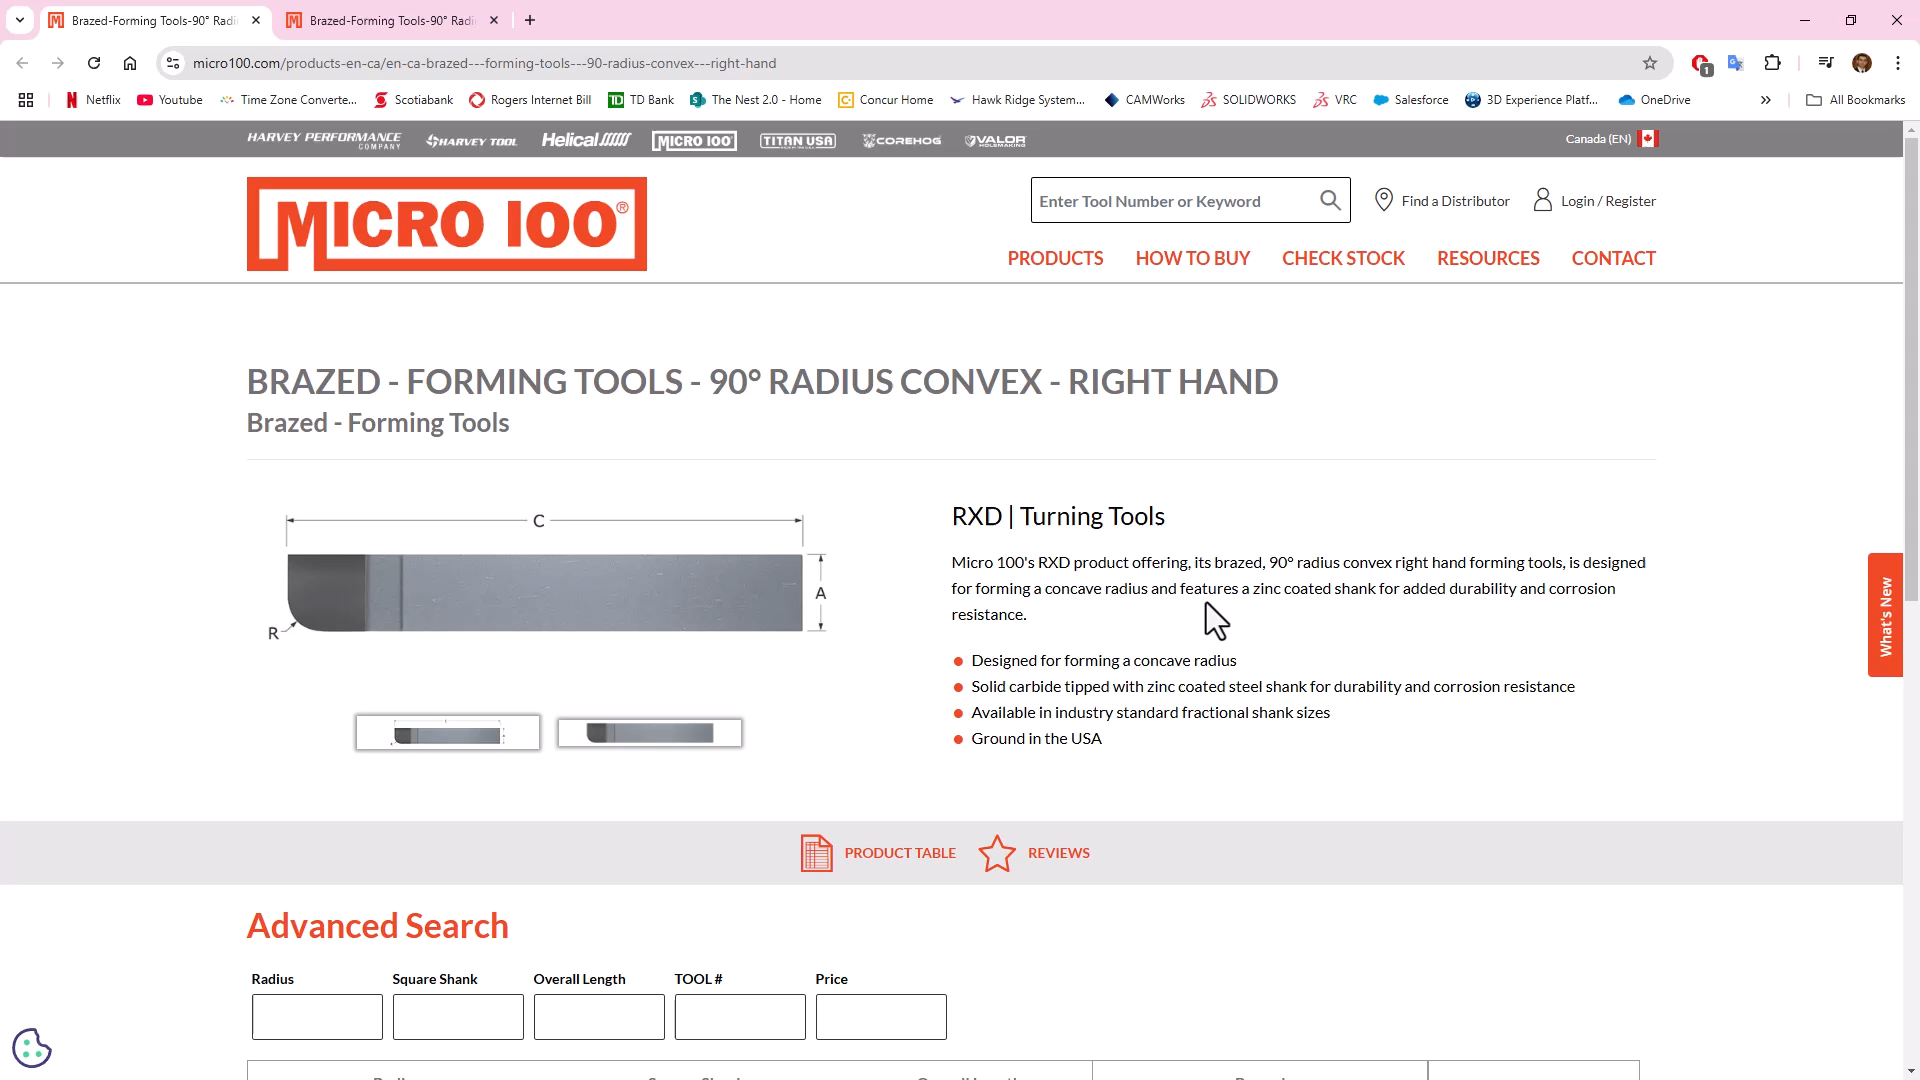 Brazed-Forming Tools-90° Radi
Brazed-Forming Tools-90° Radi
micro100.com/products-en-ca/en-ca-brazed---forming-tools---90-radius-convex---right-hand
1
Netflix
Youtube
Time Zone Converte...
Scotiabank
Rogers Internet Bill
TD Bank
The Nest 2.0 - Home
Concur Home
Hawk Ridge System...
CAMWorks
SOLIDWORKS
VRC
Salesforce
3D Experience Platf...
OneDrive
All Bookmarks
HARVEY PERFORMANCE
COMPANY
HARVEY TOOL
Helical
MICRO 100
TITAN USA
COREHOG
VALOR
HOLEMAKING
Canada (EN)
MICRO 100®
Enter Tool Number or Keyword
Find a Distributor
Login / Register
PRODUCTS
HOW TO BUY
CHECK STOCK
RESOURCES
CONTACT
BRAZED - FORMING TOOLS - 90° RADIUS CONVEX - RIGHT HAND
Brazed - Forming Tools
C
A
R
RXD | Turning Tools
Micro 100's RXD product offering, its brazed, 90° radius convex right hand forming tools, is designed
for forming a concave radius and features a zinc coated shank for added durability and corrosion
resistance.
Designed for forming a concave radius
Solid carbide tipped with zinc coated steel shank for durability and corrosion resistance
Available in industry standard fractional shank sizes
Ground in the USA
What's New
PRODUCT TABLE
REVIEWS
Advanced Search
Radius
Square Shank
Overall Length
TOOL #
Price